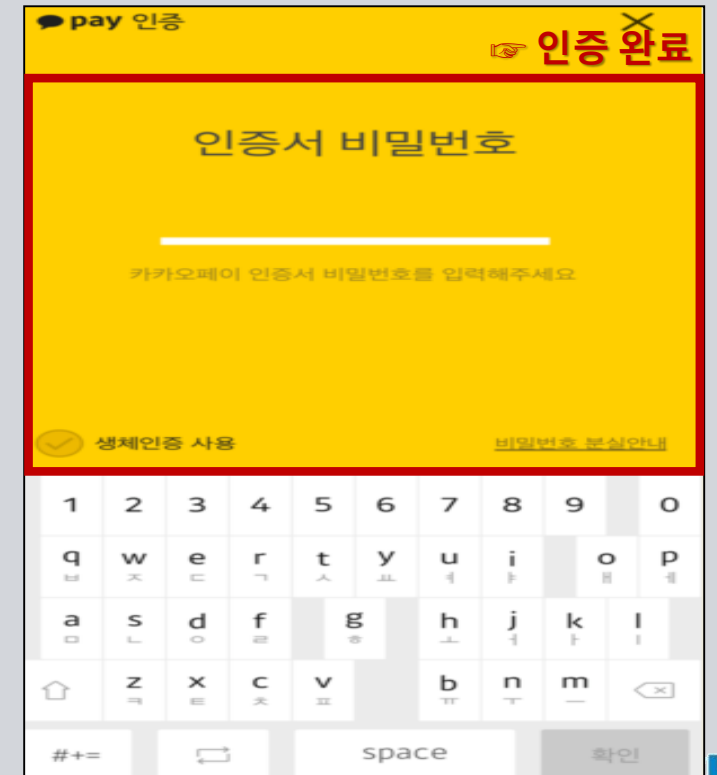 pay 인증
☞ 인증 완료
인증서 비밀번호
카카오페이 인증서 비밀번호를 입력해주세요
생체인증 사용 비밀번호 분실안내
1 2 3 4 5 6 7 8 9 0
q w e r t y u i o p
ㅂ ㅈ ㄷ ㄱ ㅅ ㅛ ㅕ ㅑ ㅐ ㅔ
a s d f g h j k l
ㅁ ㄴ ㅇ ㄹ ㅎ ㅗ ㅓ ㅏ ㅣ
z x c v b n m
ㅋ ㅌ ㅊ ㅍ ㅠ ㅜ ㅡ
#+= space 확인